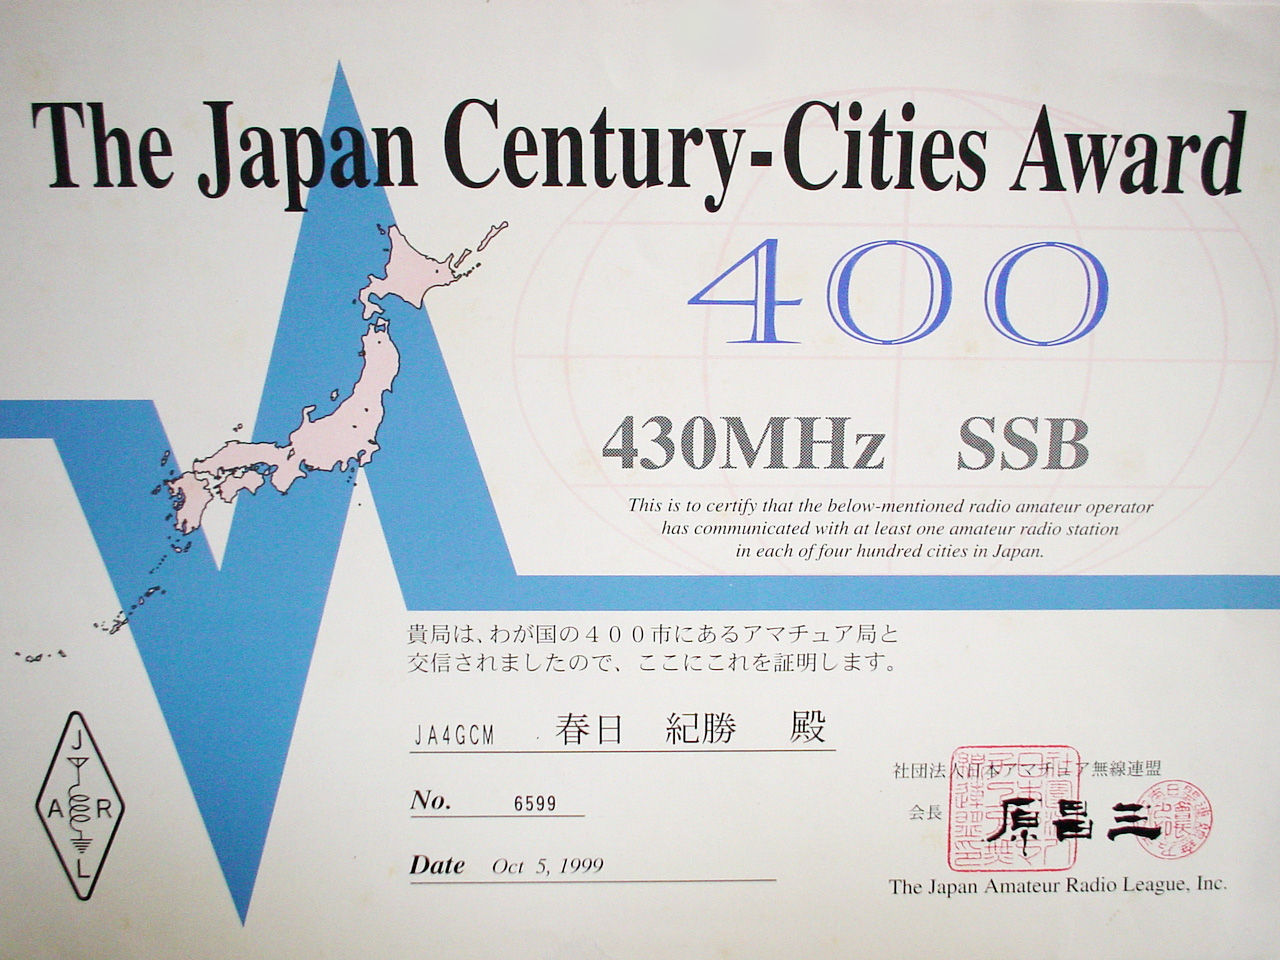 The Japan Century-Cities Award
400
430MHz SSB
This is to certify that the below-mentioned radio amateur operator
has communicated with at least one amateur radio station
in each of four hundred cities in Japan.
貴局は、わが国の４００市にあるアマチュア局と
交信されましたので、ここにこれを証明します。
JA4GCM 春日 紀勝 殿
No. 6599
Date Oct 5, 1999
社団法人日本アマチュア無線連盟
会長 原昌三
The Japan Amateur Radio League, Inc.
J
A R
L